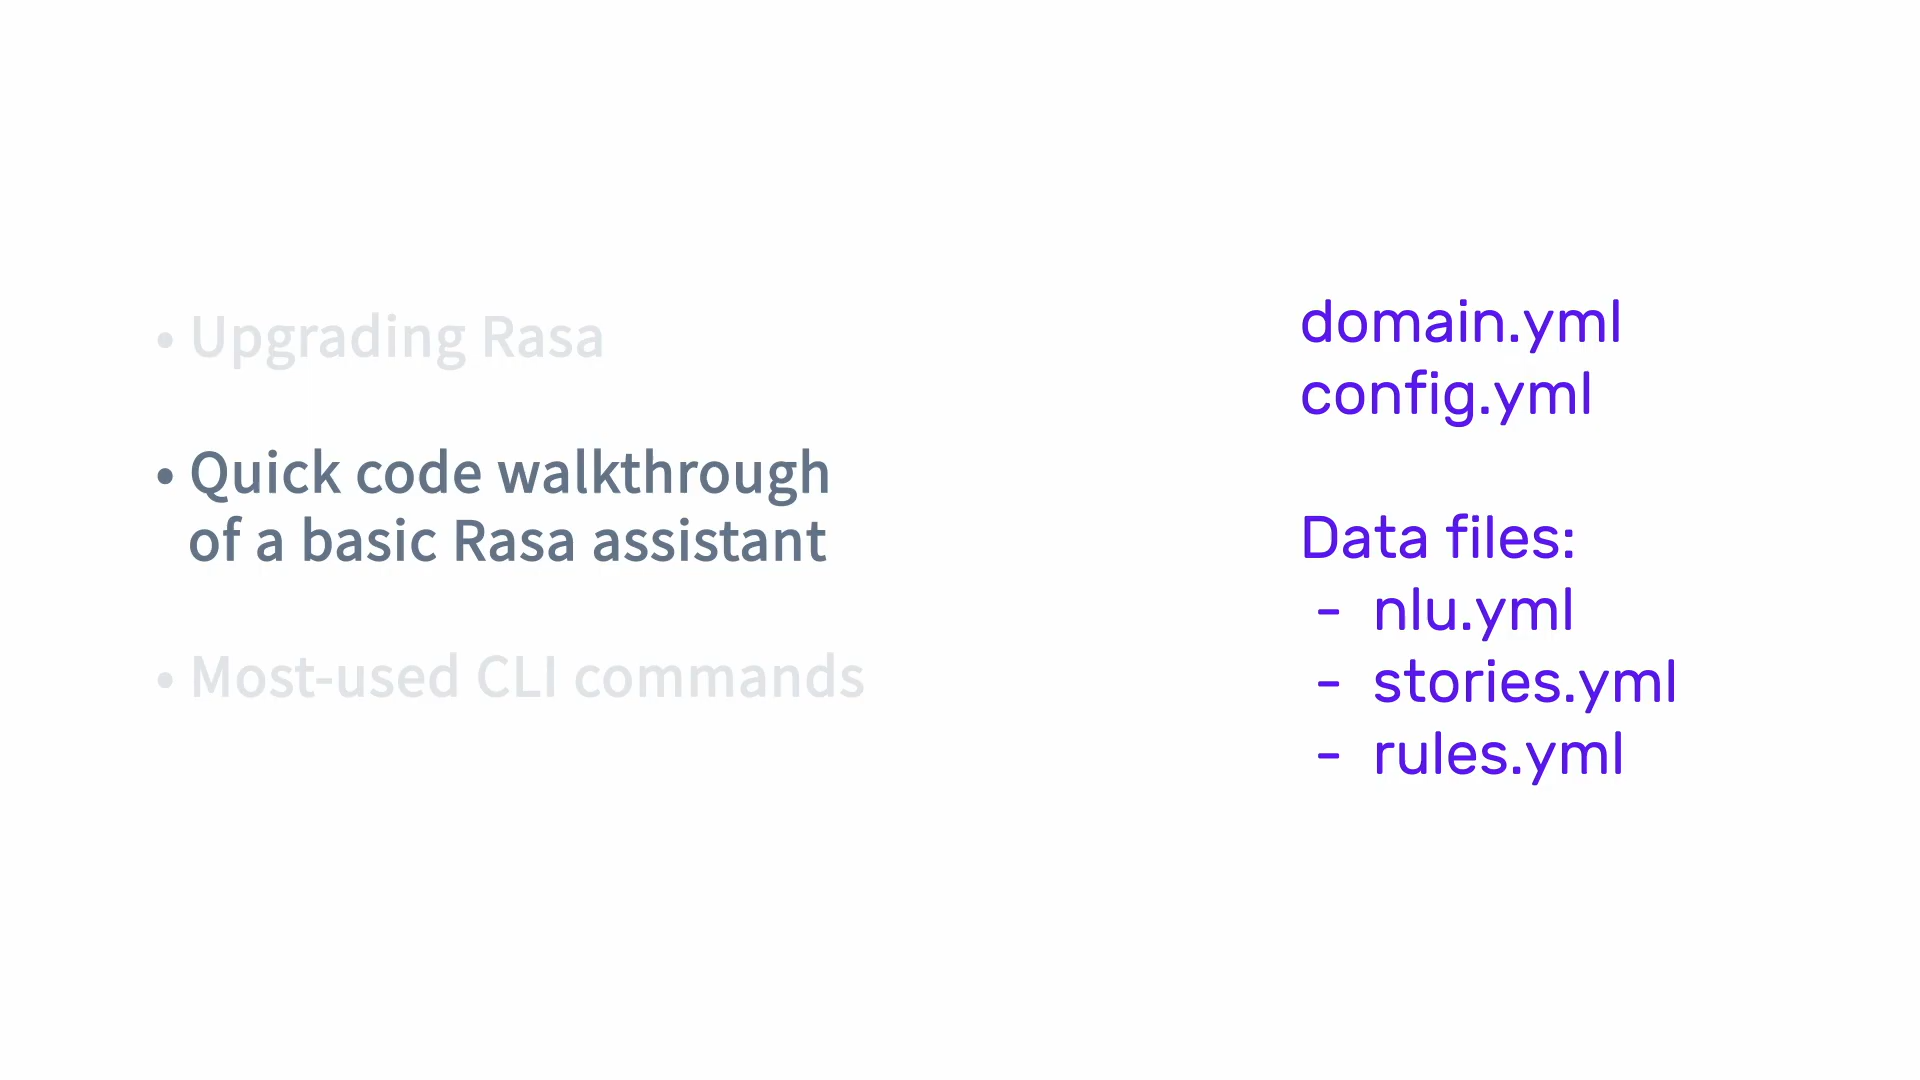 • Upgrading Rasa
• Quick code walkthrough
of a basic Rasa assistant
• Most-used CLI commands
domain.yml
config.yml
Data files:
- nlu.yml
- stories.yml
- rules.yml